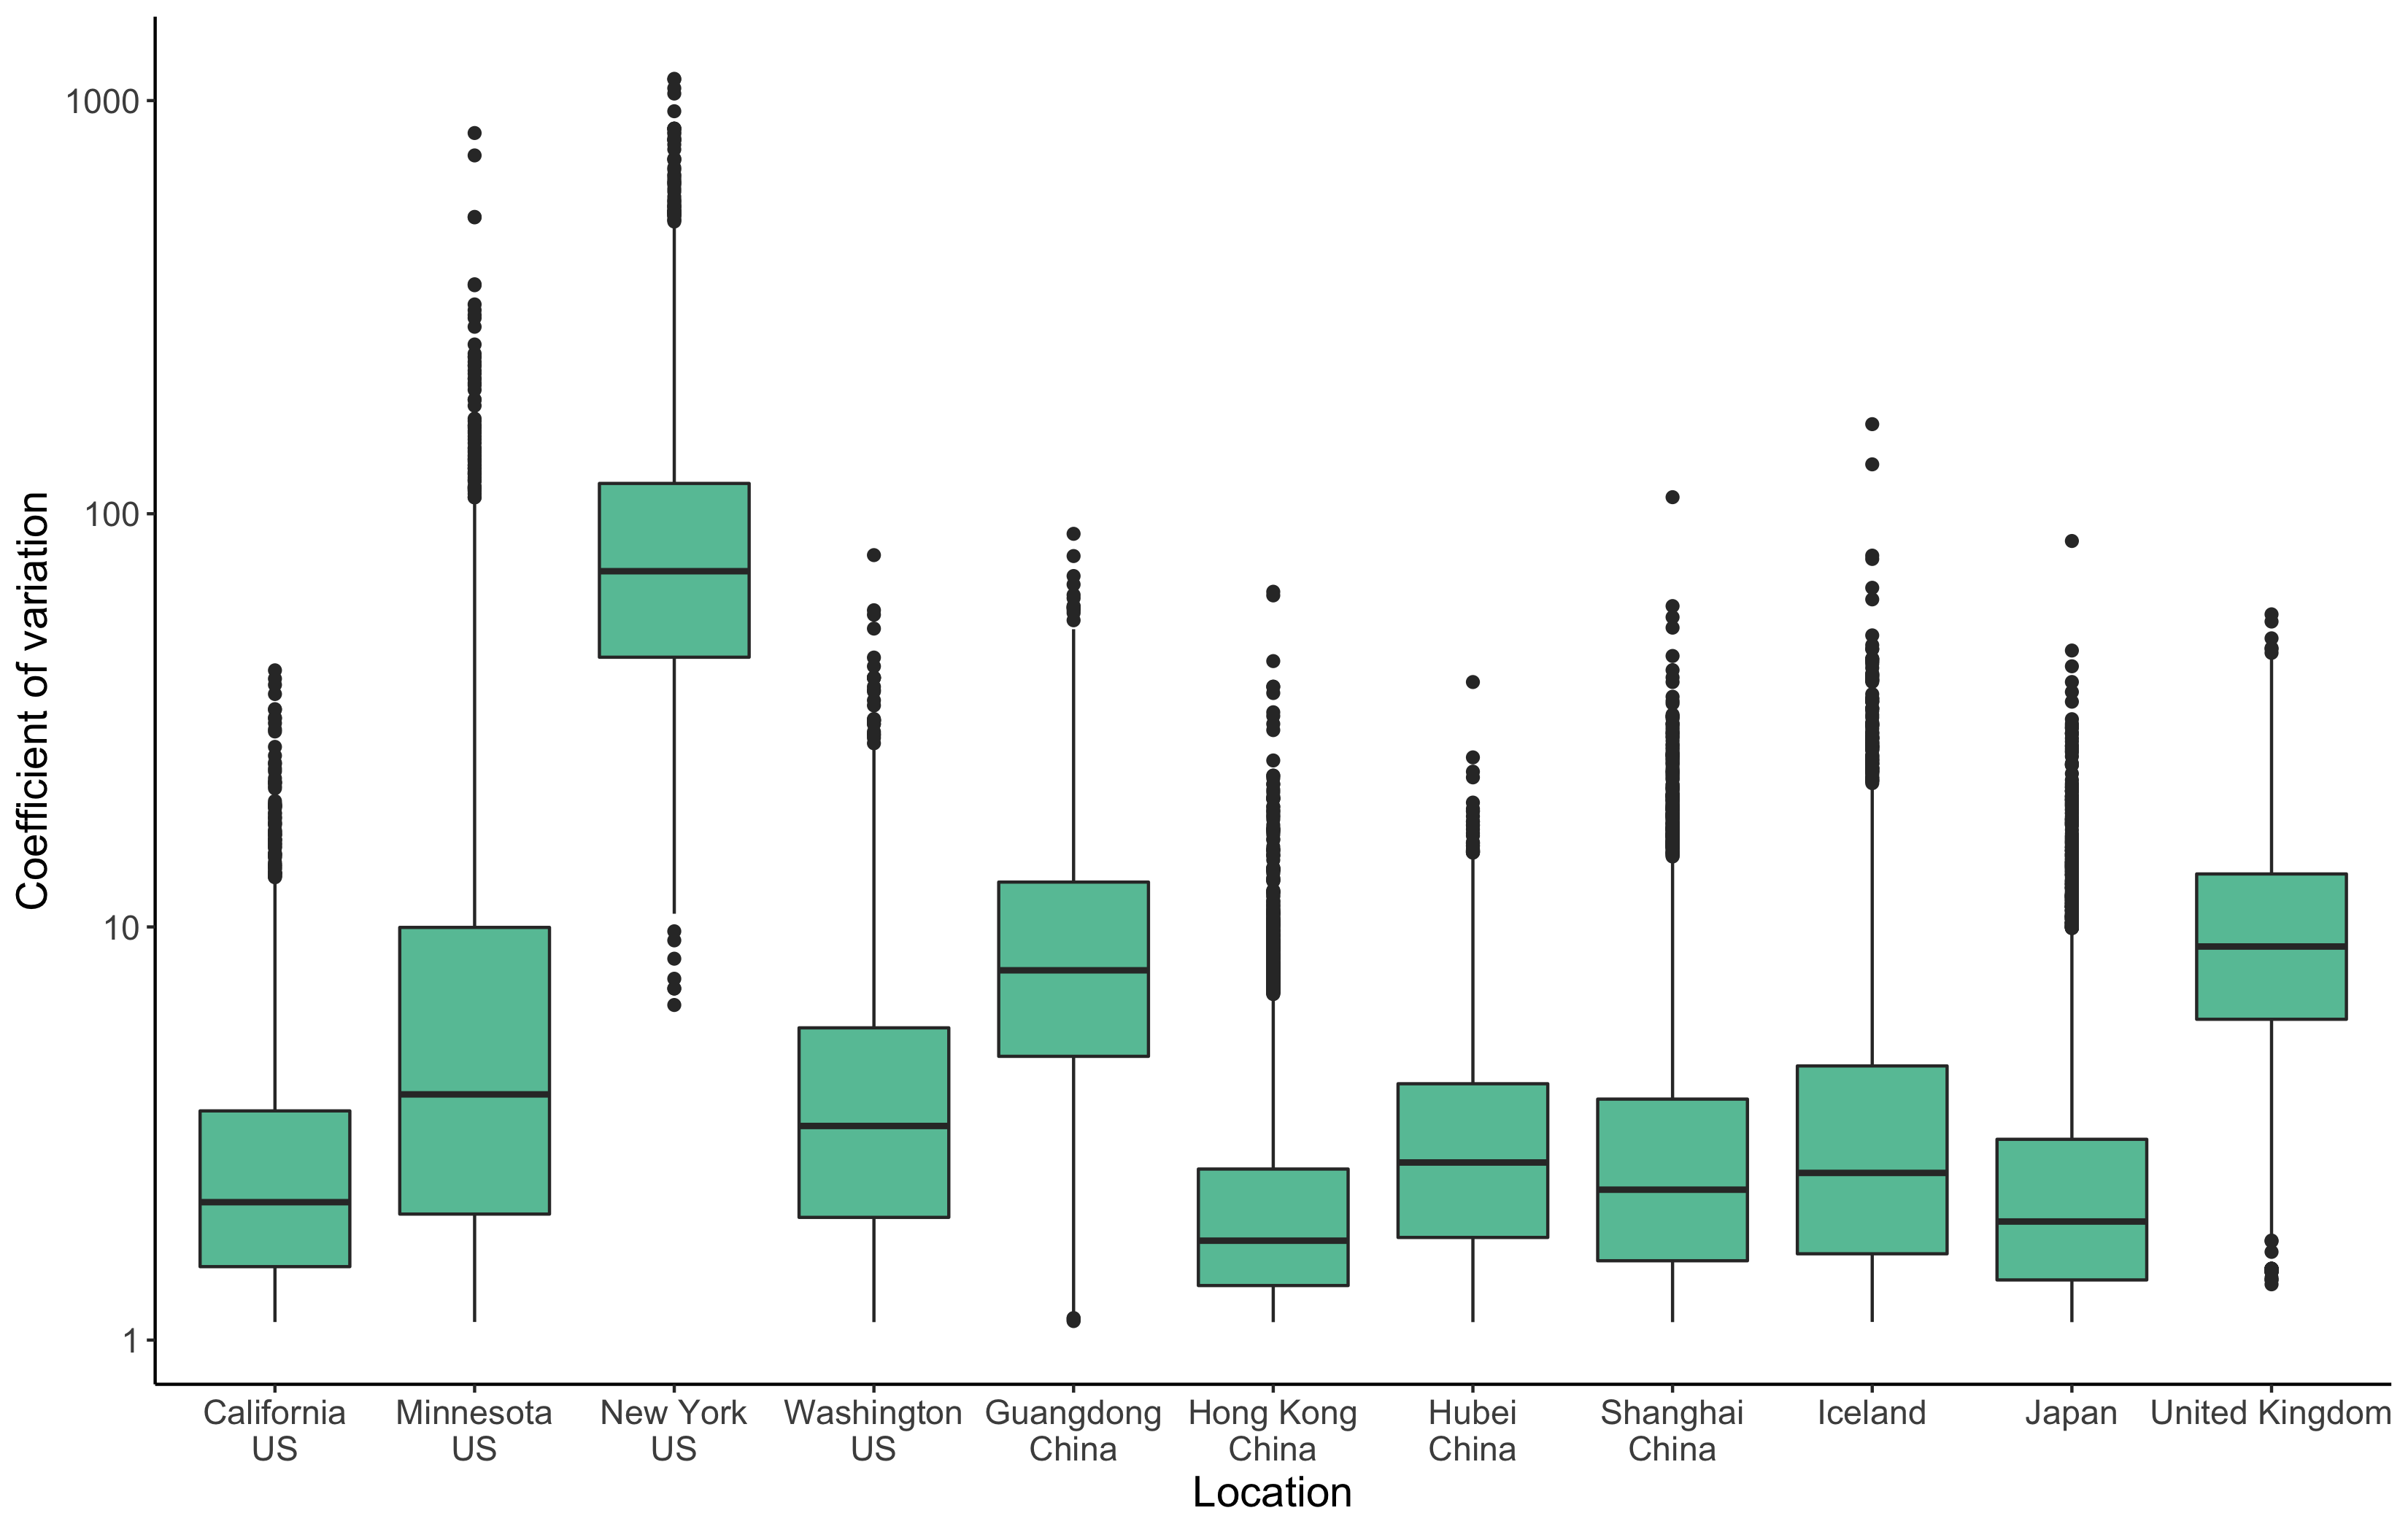 Coefficient of variation
1000
100
10
1
California
US
Minnesota
US
New York
US
Washington
US
Guangdong
China
Hong Kong
China
Hubei
China
Shanghai
China
Iceland
Japan
United Kingdom
Location